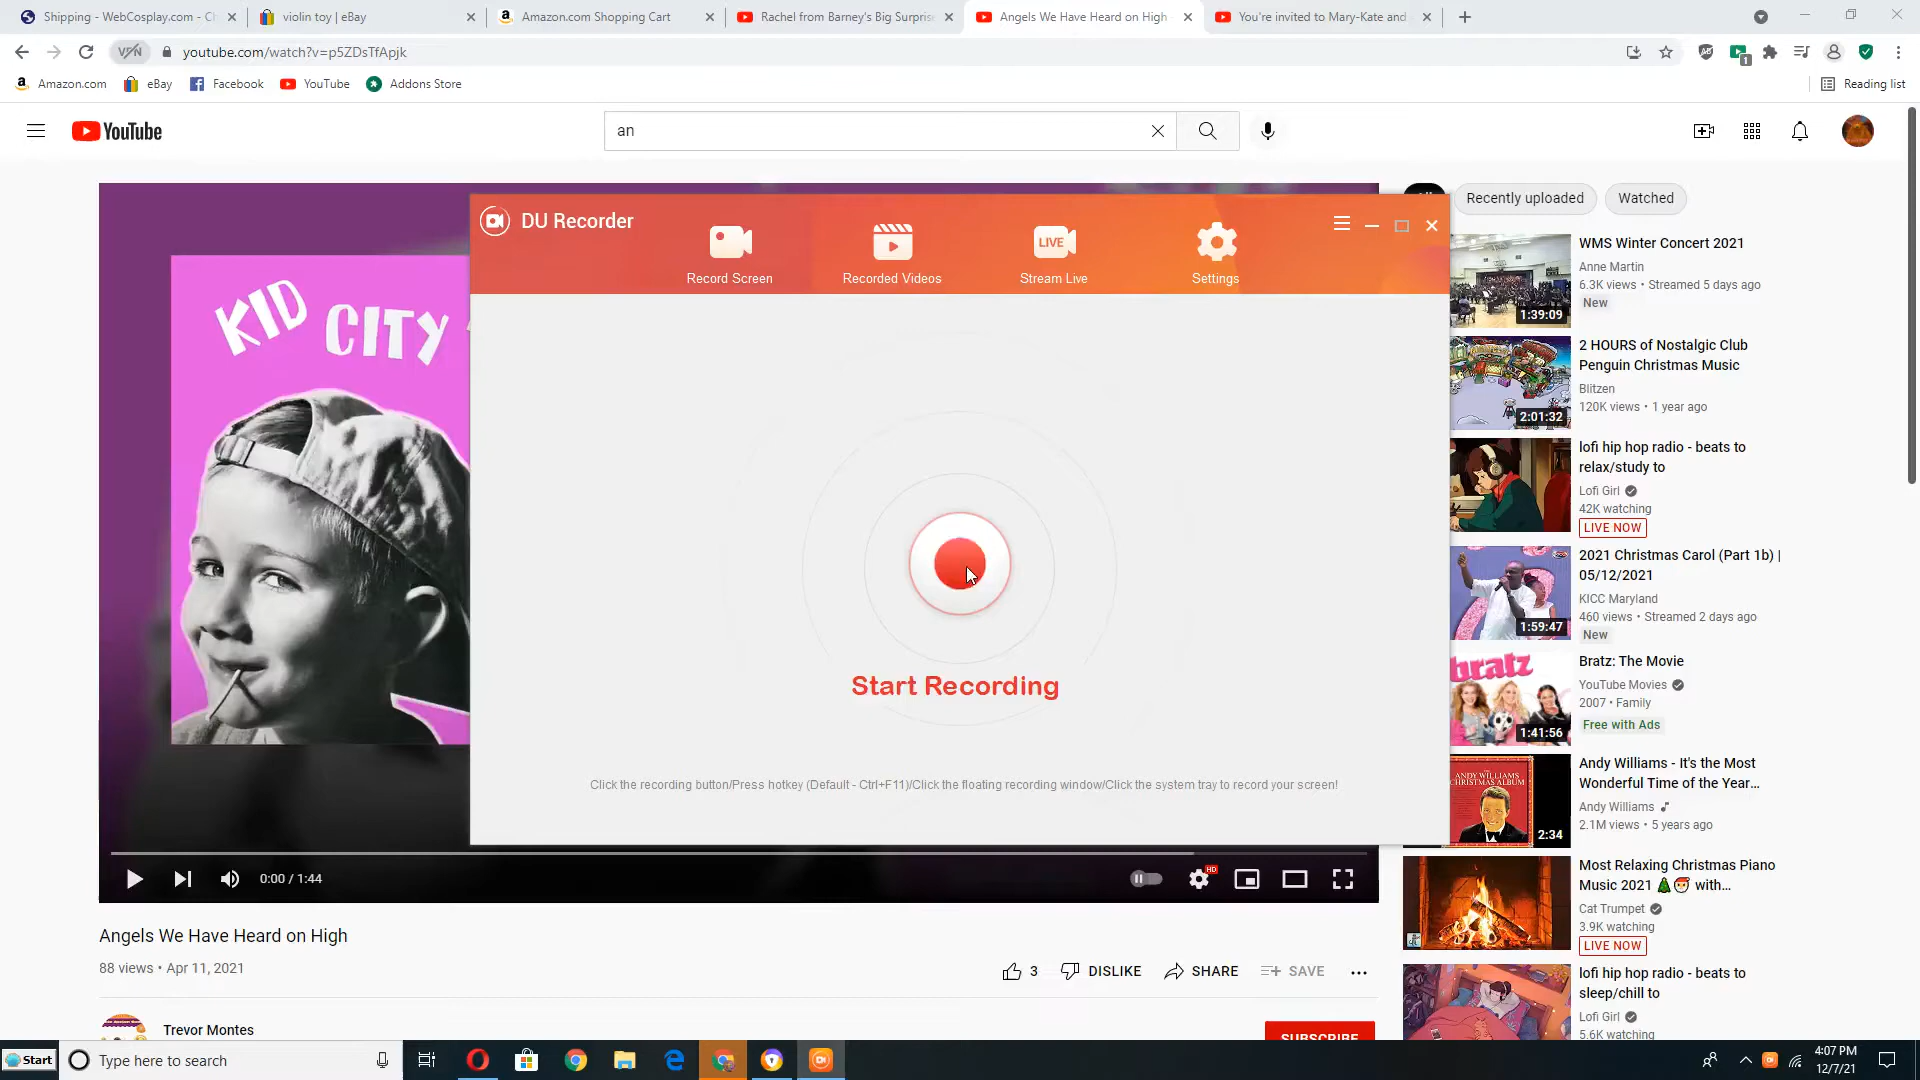 Shipping - WebCosplay.com - Ch
violin toy | eBay
Amazon.com Shopping Cart
Rachel from Barney's Big Surprise
Angels We Have Heard on High
You're invited to Mary-Kate and
VPN
youtube.com/watch?v=p5ZDsTfApjk
1
Amazon.com
eBay
Facebook
YouTube
Addons Store
Reading list
YouTube
an
Recently uploaded
Watched
DU Recorder
Record Screen
Recorded Videos
LIVE
Stream Live
Settings
KID CITY
Start Recording
Click the recording button/Press hotkey (Default - Ctrl+F11)/Click the floating recording window/Click the system tray to record your screen!
WMS Winter Concert 2021
Anne Martin
6.3K views • Streamed 5 days ago
New
1:39:09
2 HOURS of Nostalgic Club
Penguin Christmas Music
Blitzen
120K views • 1 year ago
2:01:32
lofi hip hop radio - beats to
relax/study to
Lofi Girl
42K watching
LIVE NOW
2021 Christmas Carol (Part 1b) |
05/12/2021
KICC Maryland
460 views • Streamed 2 days ago
New
1:59:47
bratz
Bratz: The Movie
YouTube Movies
2007 • Family
Free with Ads
1:41:56
Andy Williams - It's the Most
Wonderful Time of the Year...
Andy Williams
2.1M views • 5 years ago
ANDY WILLIAMS
CHRISTMAS ALBUM
2:34
Most Relaxing Christmas Piano
Music 2021 🎄🎅 with...
Cat Trumpet
3.9K watching
LIVE NOW
lofi hip hop radio - beats to
sleep/chill to
Lofi Girl
5.6K watching
0:00 / 1:44
HD
Angels We Have Heard on High
88 views • Apr 11, 2021
3
DISLIKE
SHARE
SAVE
Trevor Montes
SUBSCRIBE
Start
Type here to search
4:07 PM
12/7/21